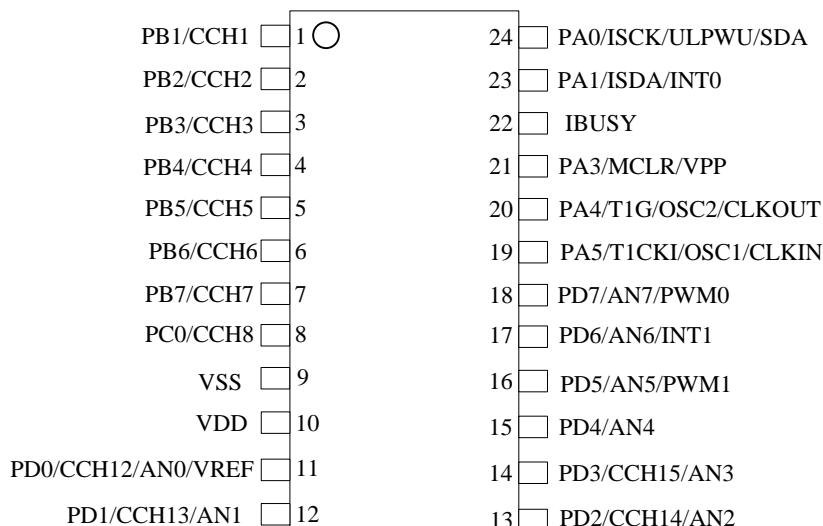 PB1/CCH1 1 24 PA0/ISCK/ULPWU/SDA
PB2/CCH2 2 23 PA1/ISDA/INT0
PB3/CCH3 3 22 IBUSY
PB4/CCH4 4 21 PA3/MCLR/VPP
PB5/CCH5 5 20 PA4/T1G/OSC2/CLKOUT
PB6/CCH6 6 19 PA5/T1CKI/OSC1/CLKIN
PB7/CCH7 7 18 PD7/AN7/PWM0
PC0/CCH8 8 17 PD6/AN6/INT1
VSS 9 16 PD5/AN5/PWM1
VDD 10 15 PD4/AN4
PD0/CCH12/AN0/VREF 11 14 PD3/CCH15/AN3
PD1/CCH13/AN1 12 13 PD2/CCH14/AN2